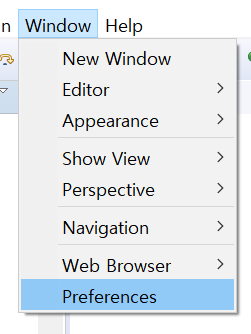 n Window Help
New Window
Editor
Appearance
Show View
Perspective
Navigation
Web Browser
Preferences